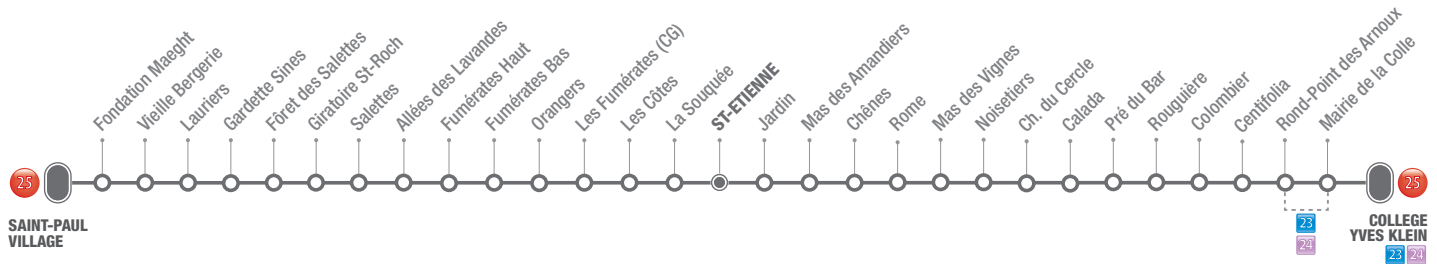 Fondation Maeght
Vieille Bergerie
Lauriers
Gardette Sines
Fôret des Salettes
Giratoire St-Roch
Salettes
Allées des Lavandes
Fumérates Haut
Fumérates Bas
Orangers
Les Fumérates (CG)
Les Côtes
La Souquée
ST-ETIENNE
Jardin
Mas des Amandiers
Chênes
Rome
Mas des Vignes
Noisetiers
Ch. du Cercle
Calada
Pré du Bar
Rouguière
Colombier
Centifolia
Rond-Point des Arnoux
Mairie de la Colle
25
25
SAINT-PAUL
VILLAGE
23
24
COLLEGE
YVES KLEIN
23 24